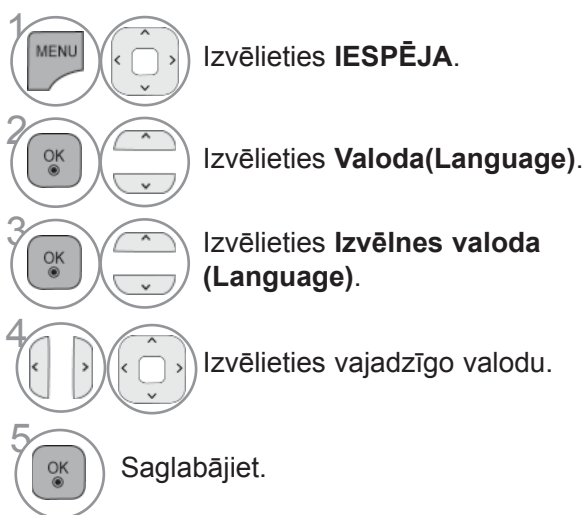 1 MENU Izvēlieties IESPĒJA.
2 OK Izvēlieties Valoda(Language).
3 OK Izvēlieties Izvēlnes valoda
(Language).
4 Izvēlieties vajadzīgo valodu.
5 OK Saglabājiet.